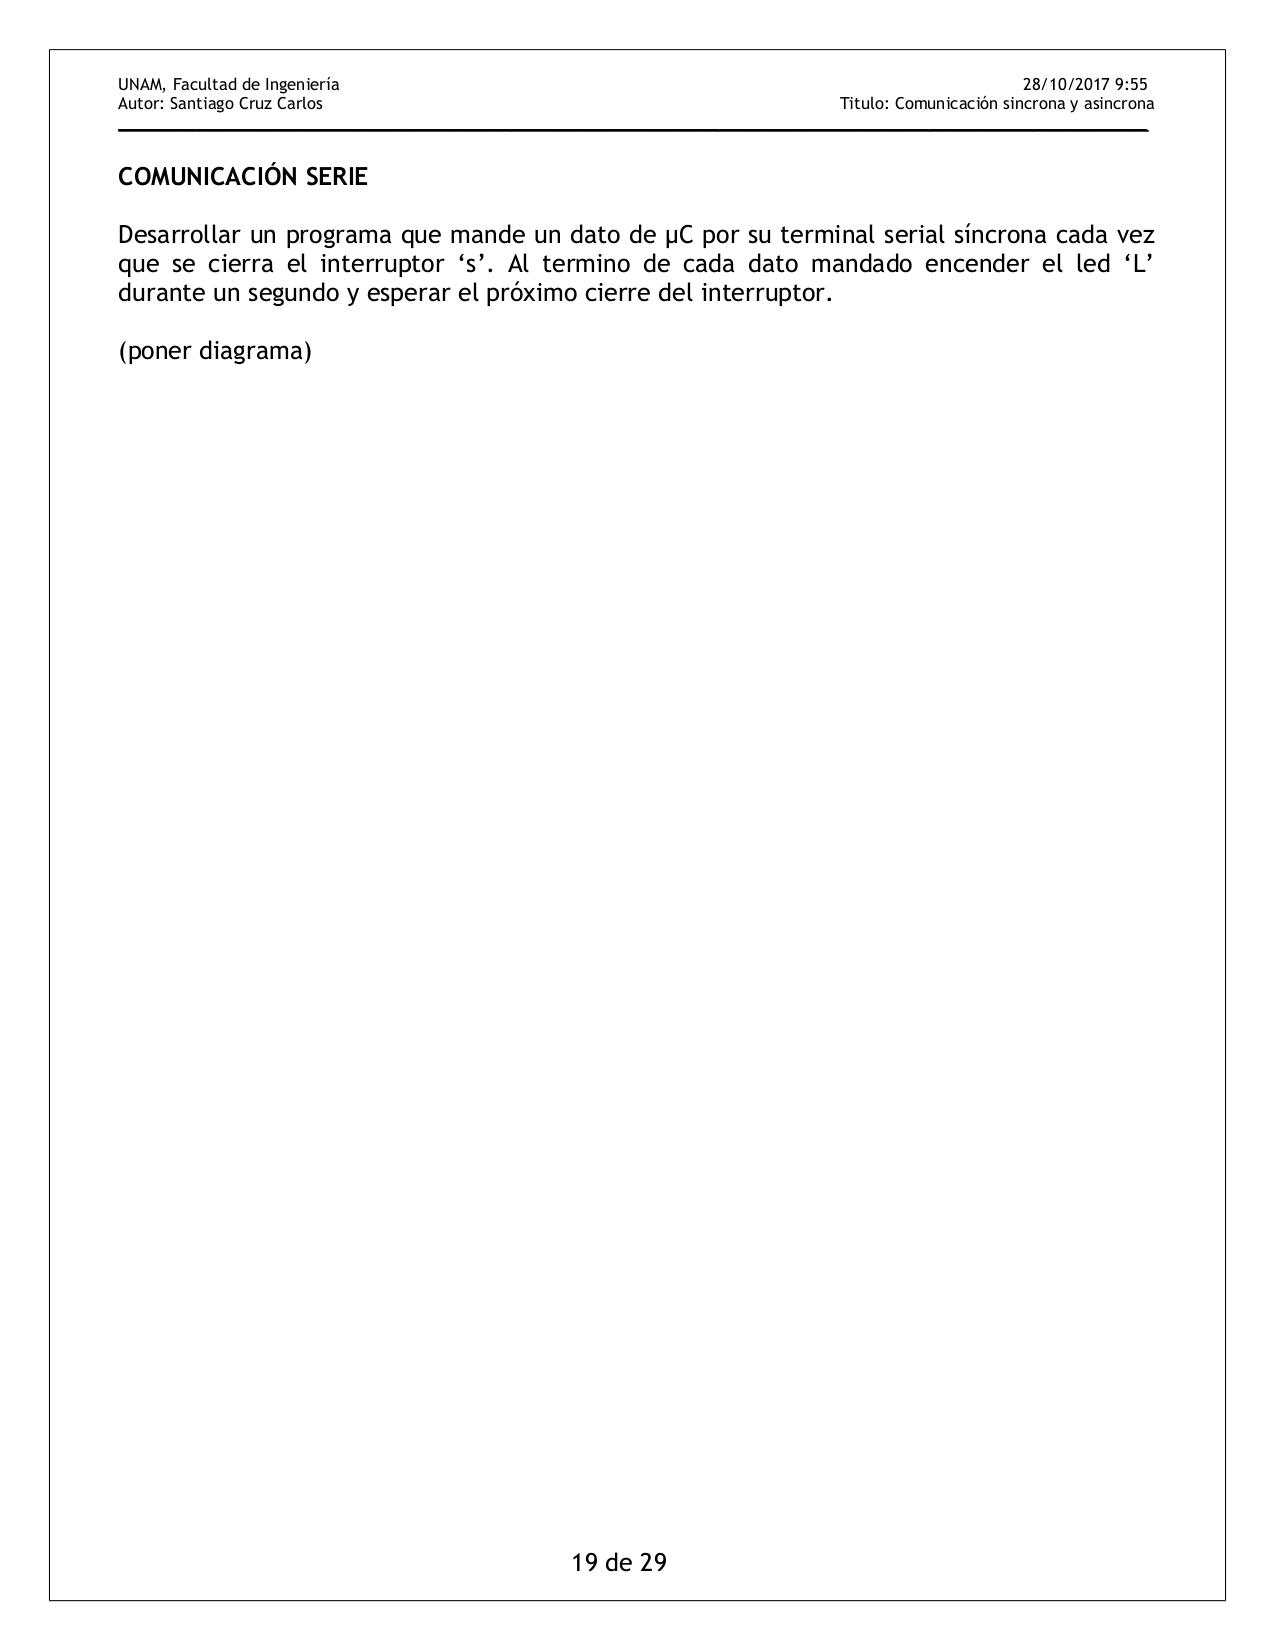 UNAM, Facultad de Ingeniería 28/10/2017 9:55
Autor: Santiago Cruz Carlos Titulo: Comunicación sincrona y asincrona
COMUNICACIÓN SERIE
Desarrollar un programa que mande un dato de µC por su terminal serial síncrona cada vez
que se cierra el interruptor ‘s’. Al termino de cada dato mandado encender el led ‘L’
durante un segundo y esperar el próximo cierre del interruptor.
(poner diagrama)
19 de 29